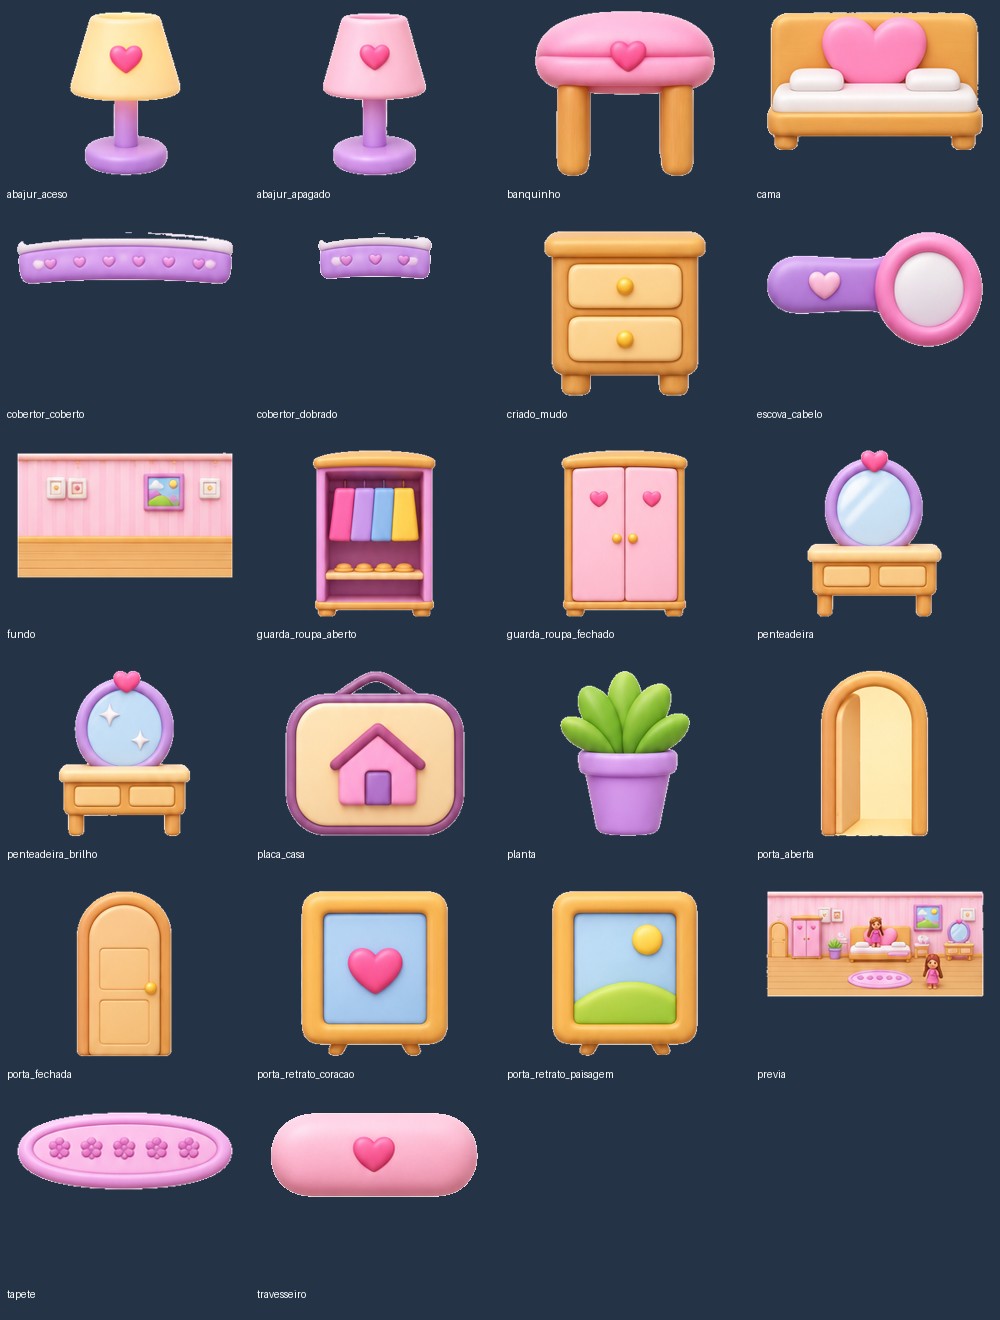 abajur_aceso
abajur_apagado
banquinho
cama
cobertor_coberto
cobertor_dobrado
criado_mudo
escova_cabelo
fundo
guarda_roupa_aberto
guarda_roupa_fechado
penteadeira
penteadeira_brilho
placa_casa
planta
porta_aberta
porta_fechada
porta_retrato_coracao
porta_retrato_paisagem
previa
tapete
travesseiro